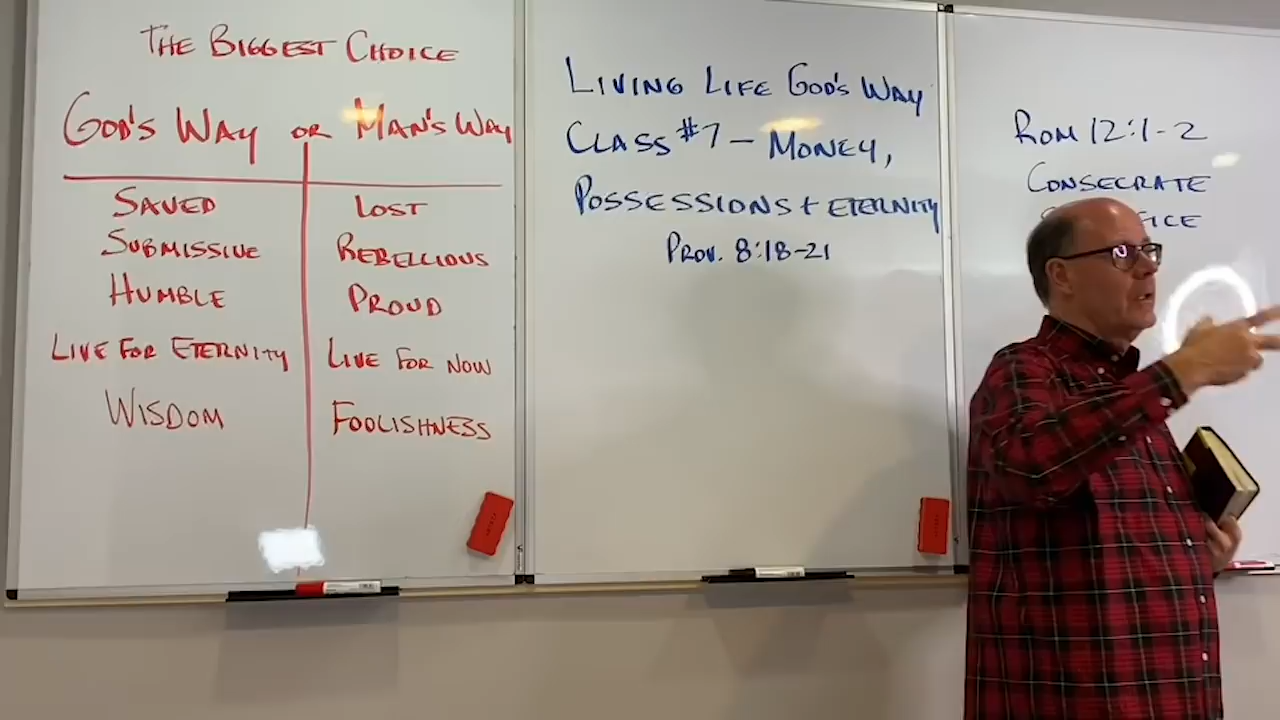 THE BIGGEST CHOICE
GOD'S WAY OR MAN'S WAY
SAVED LOST
SUBMISSIVE REBELLIOUS
HUMBLE PROUD
LIVE FOR ETERNITY LIVE FOR NOW
WISDOM FOOLISHNESS
LIVING LIFE GOD'S WAY
CLASS #7 – MONEY,
POSSESSIONS + ETERNITY
PROV. 8:18-21
ROM 12:1-2
CONSECRATE